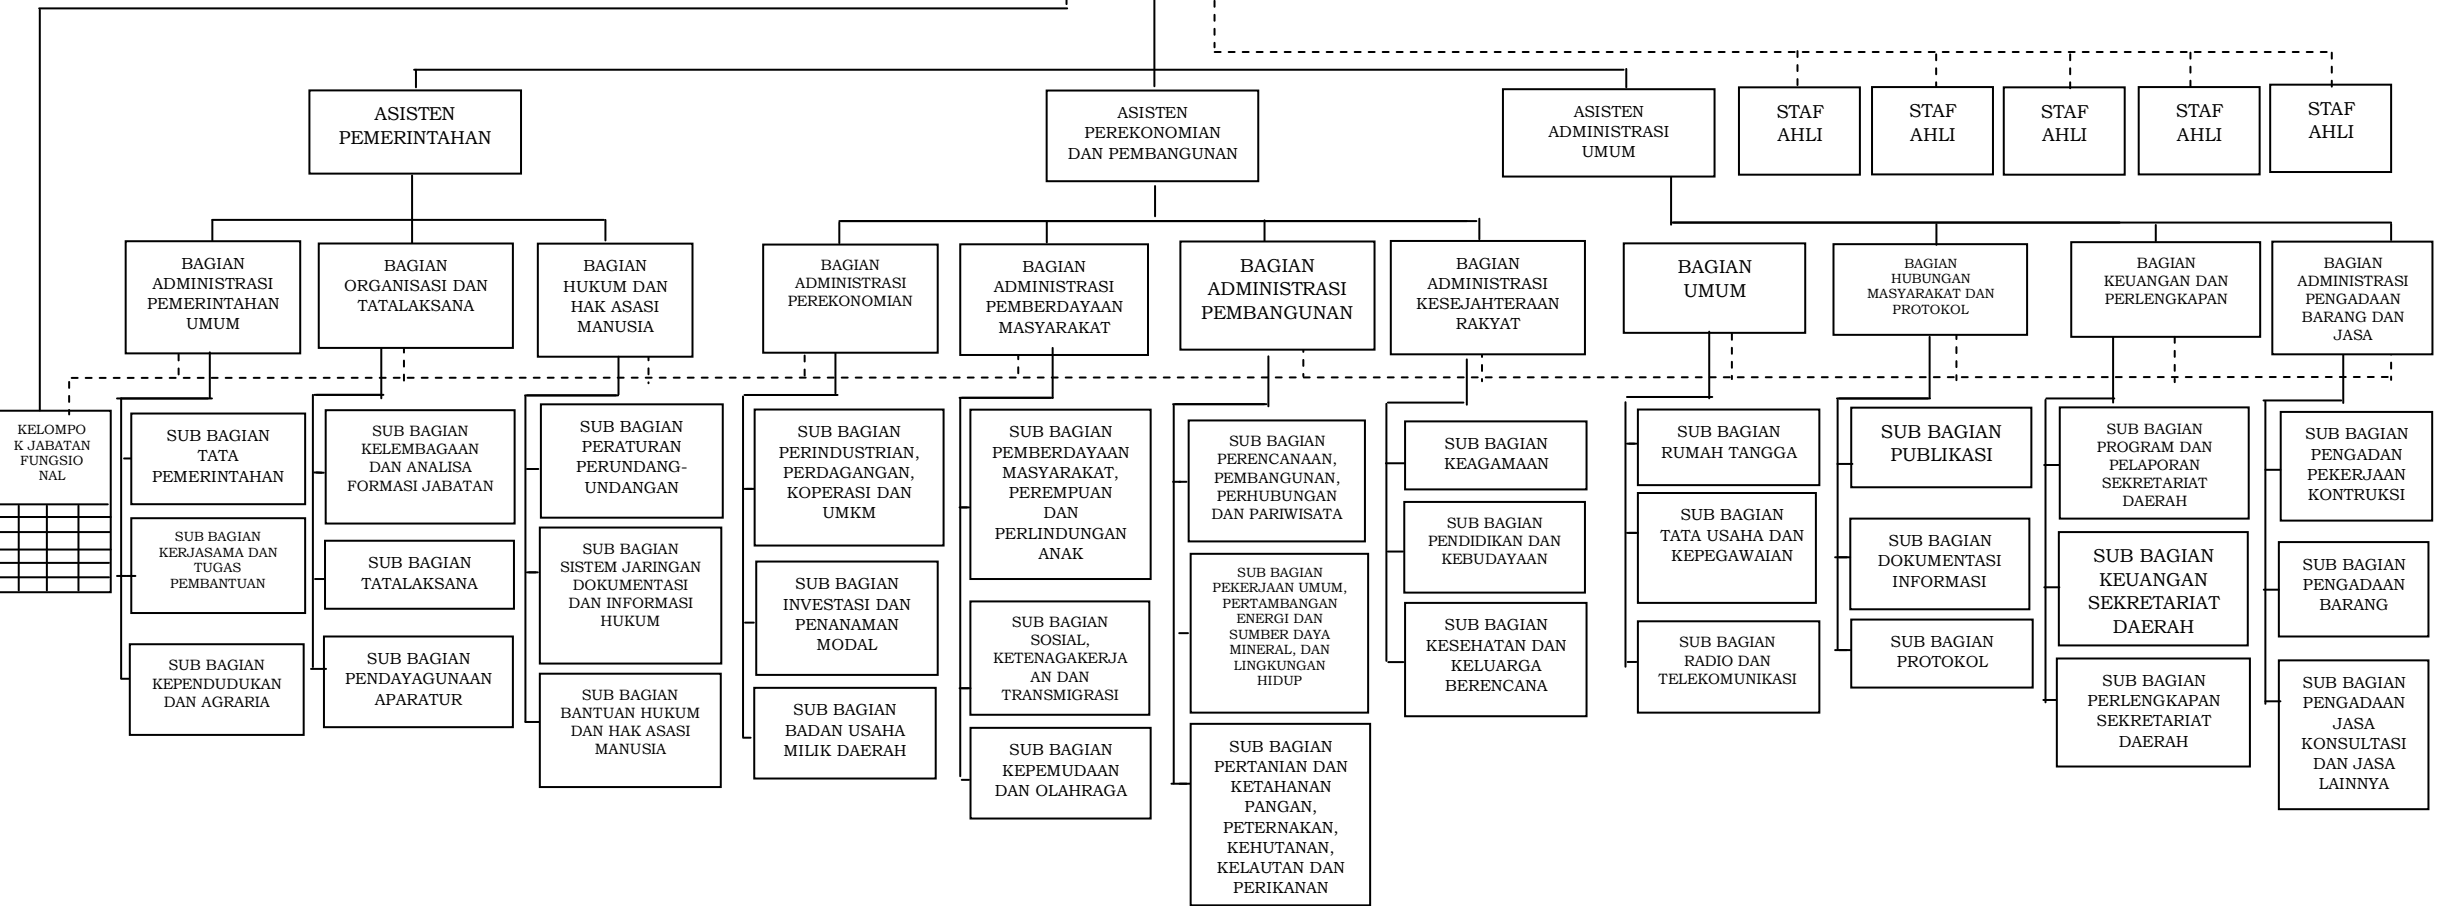 ASISTEN
PEMERINTAHAN
ASISTEN
PEREKONOMIAN
DAN PEMBANGUNAN
ASISTEN
ADMINISTRASI
UMUM
STAF
AHLI
STAF
AHLI
STAF
AHLI
STAF
AHLI
STAF
AHLI
BAGIAN
ADMINISTRASI
PEMERINTAHAN
UMUM
BAGIAN
ORGANISASI DAN
TATALAKSANA
BAGIAN
HUKUM DAN
HAK ASASI
MANUSIA
BAGIAN
ADMINISTRASI
PEREKONOMIAN
BAGIAN
ADMINISTRASI
PEMBERDAYAAN
MASYARAKAT
BAGIAN
ADMINISTRASI
PEMBANGUNAN
BAGIAN
ADMINISTRASI
KESEJAHTERAAN
RAKYAT
BAGIAN
UMUM
BAGIAN
HUBUNGAN
MASYARAKAT DAN
PROTOKOL
BAGIAN
KEUANGAN DAN
PERLENGKAPAN
BAGIAN
ADMINISTRASI
PENGADAAN
BARANG DAN
JASA
KELOMPO
K JABATAN
FUNGSIO
NAL
SUB BAGIAN
TATA
PEMERINTAHAN
SUB BAGIAN
KERJASAMA DAN
TUGAS
PEMBANTUAN
SUB BAGIAN
KEPENDUDUKAN
DAN AGRARIA
SUB BAGIAN
KELEMBAGAAN
DAN ANALISA
FORMASI JABATAN
SUB BAGIAN
TATALAKSANA
SUB BAGIAN
PENDAYAGUNAAN
APARATUR
SUB BAGIAN
PERATURAN
PERUNDANG-
UNDANGAN
SUB BAGIAN
SISTEM JARINGAN
DOKUMENTASI
DAN INFORMASI
HUKUM
SUB BAGIAN
BANTUAN HUKUM
DAN HAK ASASI
MANUSIA
SUB BAGIAN
PERINDUSTRIAN,
PERDAGANGAN,
KOPERASI DAN
UMKM
SUB BAGIAN
INVESTASI DAN
PENANAMAN
MODAL
SUB BAGIAN
BADAN USAHA
MILIK DAERAH
SUB BAGIAN
PEMBERDAYAAN
MASYARAKAT,
PEREMPUAN
DAN
PERLINDUNGAN
ANAK
SUB BAGIAN
SOSIAL,
KETENAGAKERJA
AN DAN
TRANSMIGRASI
SUB BAGIAN
KEPEMUDAAN
DAN OLAHRAGA
SUB BAGIAN
PERENCANAAN,
PEMBANGUNAN,
PERHUBUNGAN
DAN PARIWISATA
SUB BAGIAN
PEKERJAAN UMUM,
PERTAMBANGAN
ENERGI DAN
SUMBER DAYA
MINERAL, DAN
LINGKUNGAN
HIDUP
SUB BAGIAN
PERTANIAN DAN
KETAHANAN
PANGAN,
PETERNAKAN,
KEHUTANAN,
KELAUTAN DAN
PERIKANAN
SUB BAGIAN
KEAGAMAAN
SUB BAGIAN
PENDIDIKAN DAN
KEBUDAYAAN
SUB BAGIAN
KESEHATAN DAN
KELUARGA
BERENCANA
SUB BAGIAN
RUMAH TANGGA
SUB BAGIAN
TATA USAHA DAN
KEPEGAWAIAN
SUB BAGIAN
RADIO DAN
TELEKOMUNIKASI
SUB BAGIAN
PUBLIKASI
SUB BAGIAN
DOKUMENTASI
INFORMASI
SUB BAGIAN
PROTOKOL
SUB BAGIAN
PROGRAM DAN
PELAPORAN
SEKRETARIAT
DAERAH
SUB BAGIAN
KEUANGAN
SEKRETARIAT
DAERAH
SUB BAGIAN
PERLENGKAPAN
SEKRETARIAT
DAERAH
SUB BAGIAN
PENGADAN
PEKERJAAN
KONTRUKSI
SUB BAGIAN
PENGADAAN
BARANG
SUB BAGIAN
PENGADAAN
JASA
KONSULTASI
DAN JASA
LAINNYA